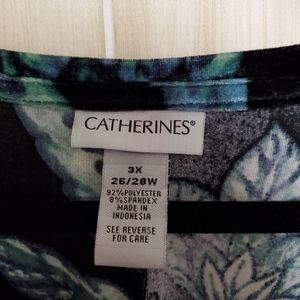 CATHERINES®
3X
26/28W
92%POLYESTER
8%SPANDEX
MADE IN
INDONESIA
SEE REVERSE
FOR CARE